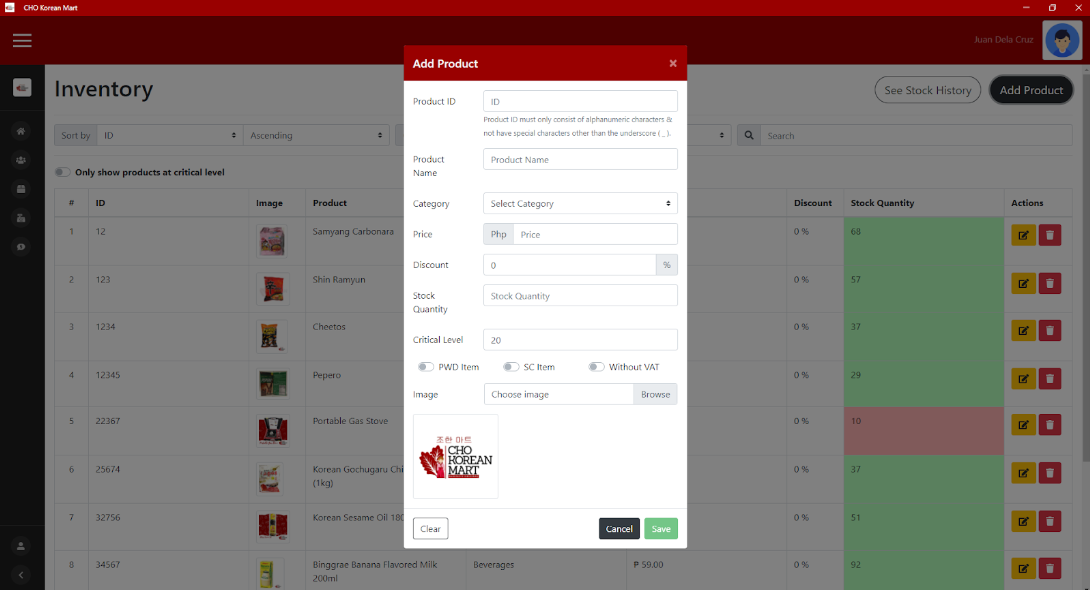 CHO Korean Mart
Juan Dela Cruz
Inventory
See Stock History
Add Product
Sort by
ID
Ascending
Search
Only show products at critical level
# ID Image Product Discount Stock Quantity Actions
1 12 Samyang Carbonara 0 % 68
2 123 Shin Ramyun 0 % 57
3 1234 Cheetos 0 % 37
4 12345 Pepero 0 % 29
5 22367 Portable Gas Stove 0 % 10
6 25674 Korean Gochugaru Chi 0 % 37
(1kg)
7 32756 Korean Sesame Oil 180 0 % 51
8 34567 Binggrae Banana Flavored Milk Beverages ₱ 59.00 0 % 92
200ml
Add Product
×
Product ID
ID
Product ID must only consist of alphanumeric characters &
not have special characters other than the underscore ( _ ).
Product
Name
Product Name
Category
Select Category
Price
Php
Price
Discount
0
%
Stock
Quantity
Stock Quantity
Critical Level
20
PWD Item
SC Item
Without VAT
Image
Choose image
Browse
조한 마트
CHO
KOREAN
MART
Clear
Cancel
Save